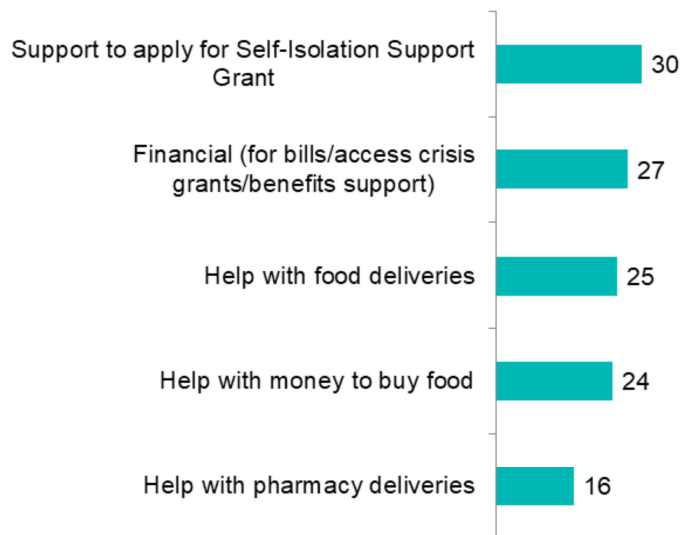 Support to apply for Self-Isolation Support
Grant
30
Financial (for bills/access crisis
grants/benefits support)
27
Help with food deliveries
25
Help with money to buy food
24
Help with pharmacy deliveries
16